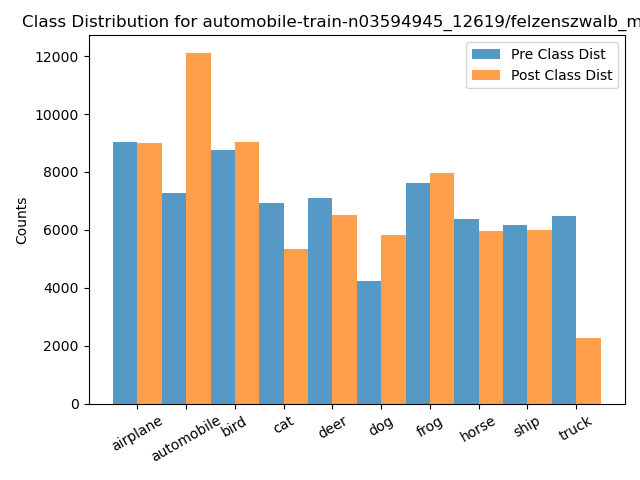 Class Distribution for automobile-train-n03594945_12619/felzenszwalb_m
Pre Class Dist
Post Class Dist
12000
10000
8000
6000
4000
2000
0
Counts
airplane
automobile
bird
cat
deer
dog
frog
horse
ship
truck